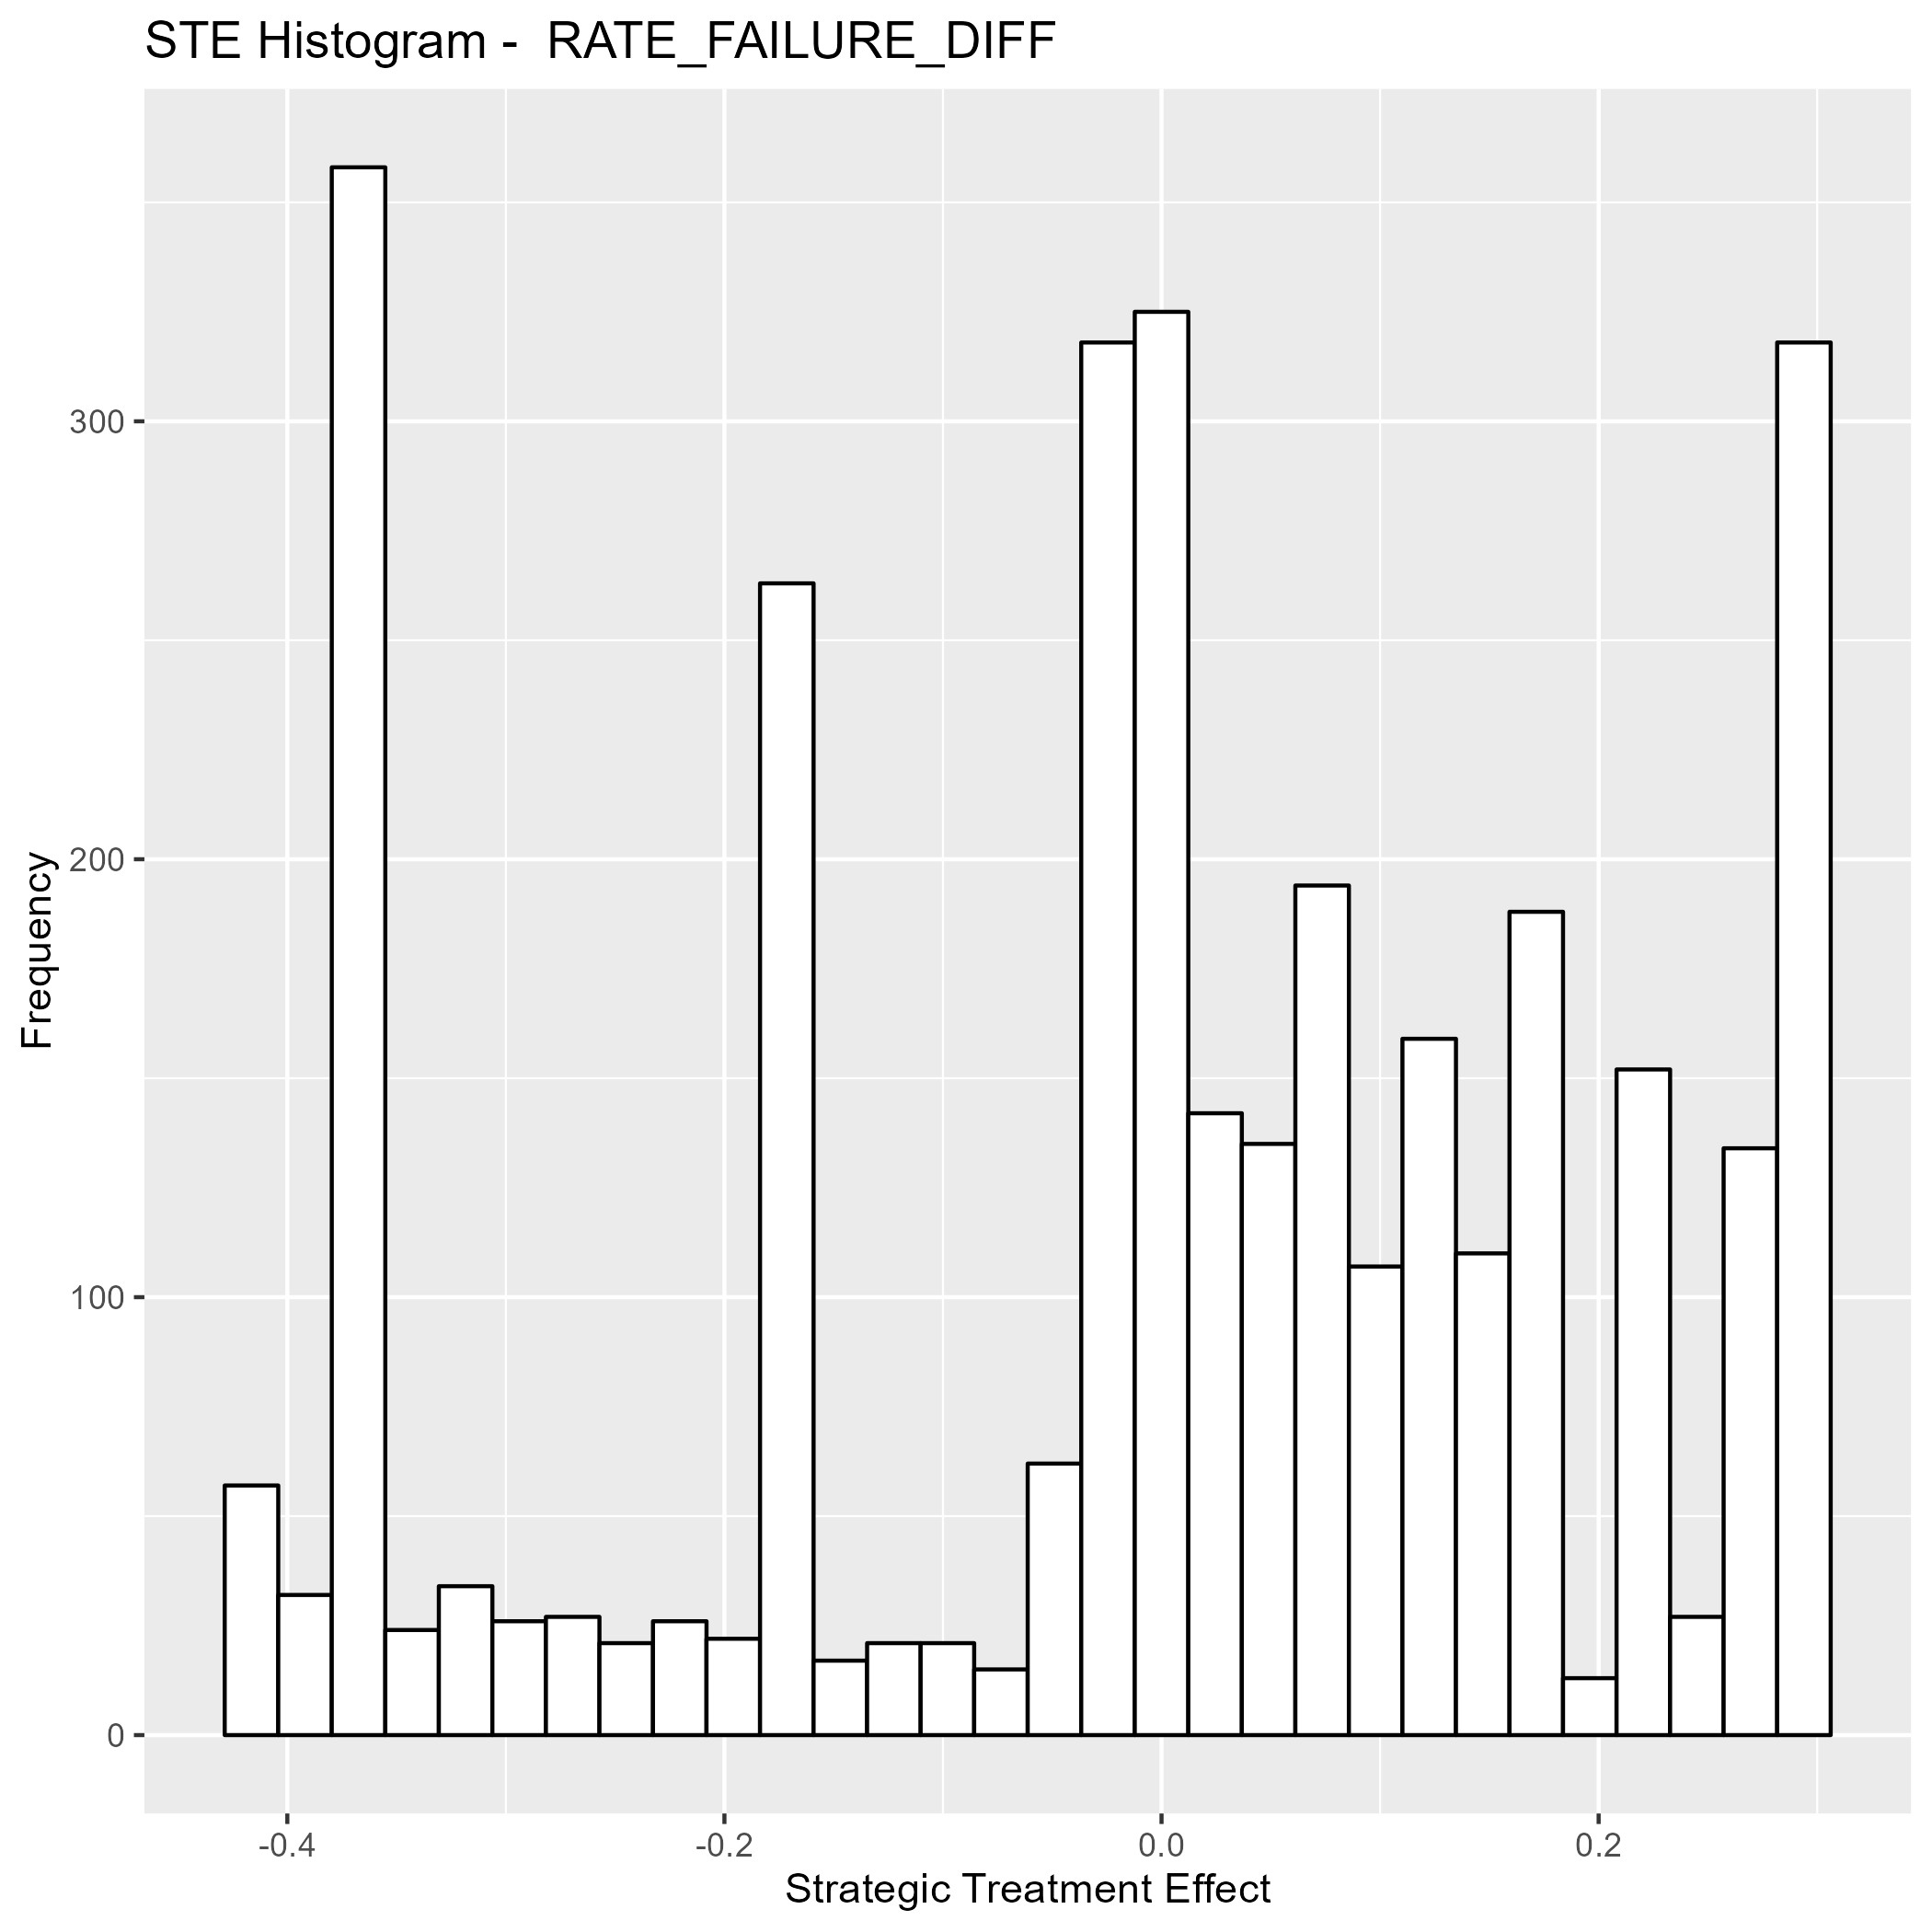 STE Histogram -  RATE_FAILURE_DIFF
Frequency
300
200
100
0
-0.4
-0.2
0.0
0.2
Strategic Treatment Effect